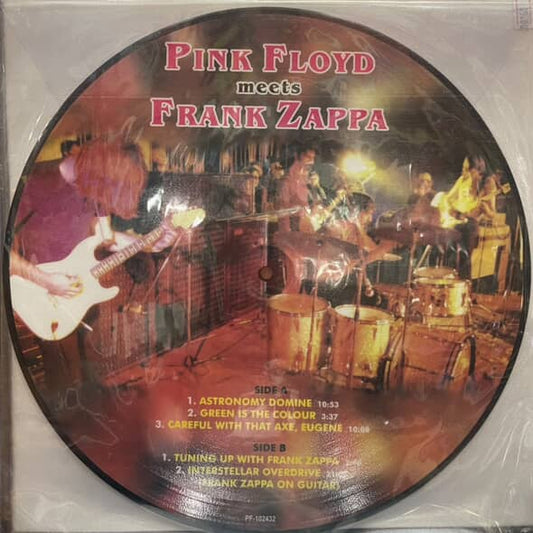 PINK FLOYD
meets
FRANK ZAPPA
SIDE A
1. ASTRONOMY DOMINE 10:53
2. GREEN IS THE COLOUR 3:37
3. CAREFUL WITH THAT AXE, EUGENE
SIDE B
1. TUNING UP WITH FRANK ZAPPA
2. INTERSTELLAR OVERDRIVE
(FRANK ZAPPA ON GUITAR)
PF-102432